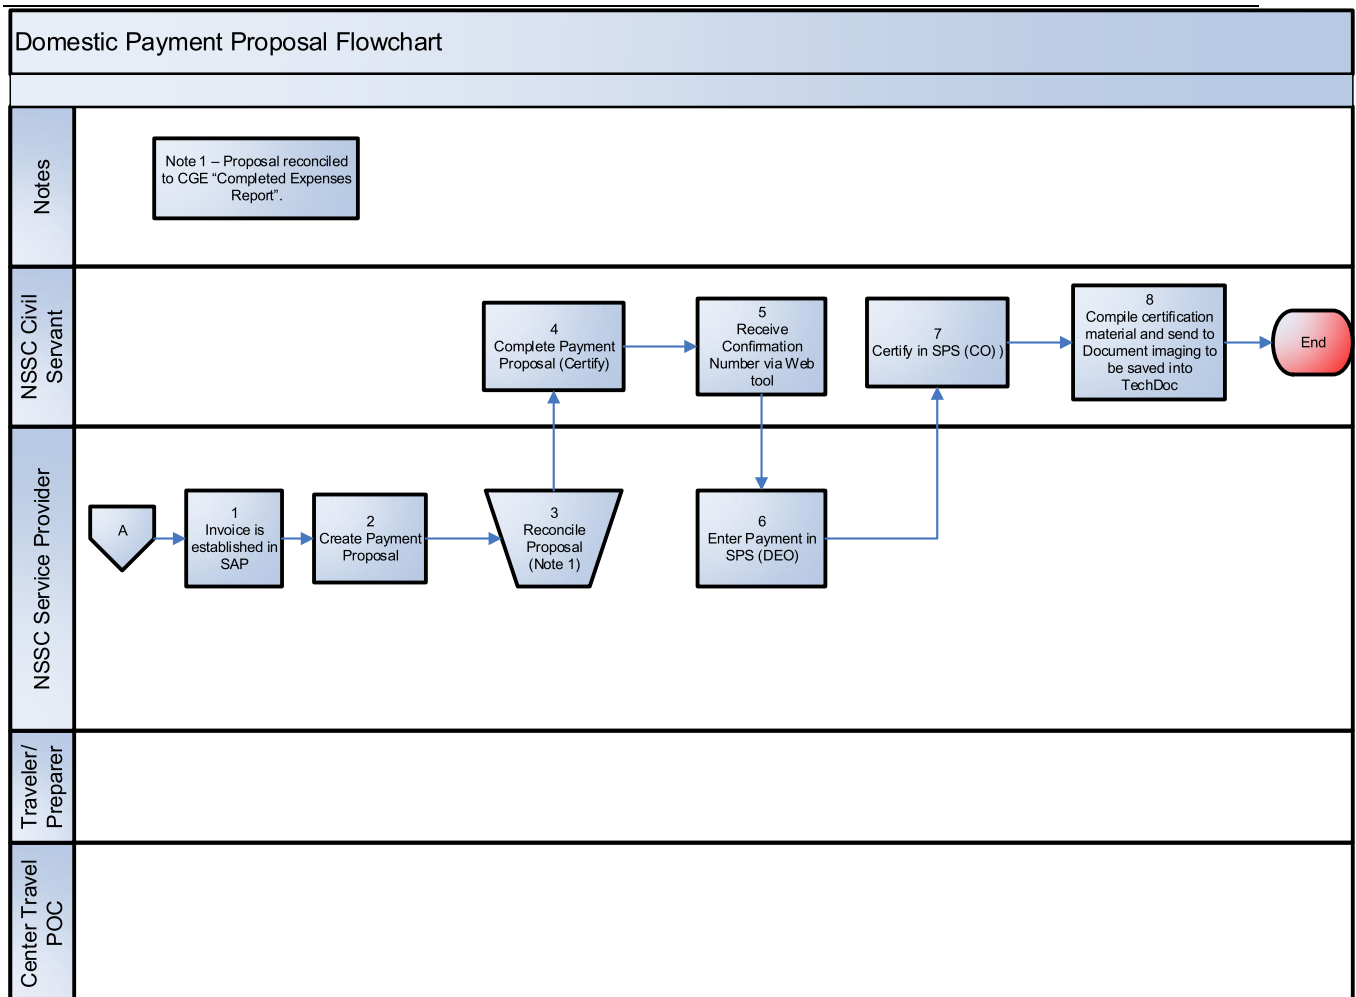 Domestic Payment Proposal Flowchart
Notes
Note 1 – Proposal reconciled
to CGE “Completed Expenses
Report”.
NSSC Civil
Servant
4
Complete Payment
Proposal (Certify)
5
Receive
Confirmation
Number via Web
tool
7
Certify in SPS (CO) )
8
Compile certification
material and send to
Document imaging to
be saved into
TechDoc
End
NSSC Service Provider
A
1
Invoice is
established in
SAP
2
Create Payment
Proposal
3
Reconcile
Proposal
(Note 1)
6
Enter Payment in
SPS (DEO)
Traveler/
Preparer
Center Travel
POC